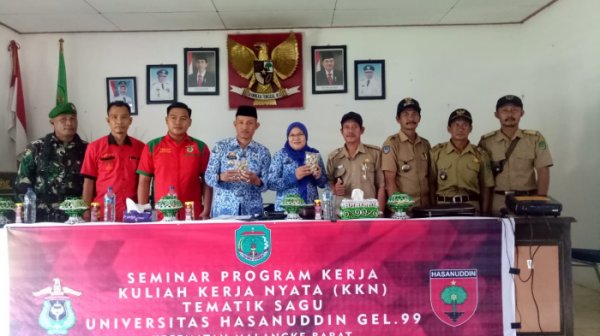 SEMINAR PROGRAM KERJA
KULIAH KERJA NYATA (KKN)
TEMATIK SAGU
UNIVERSITAS HASANUDDIN GEL.99
HASANUDDIN